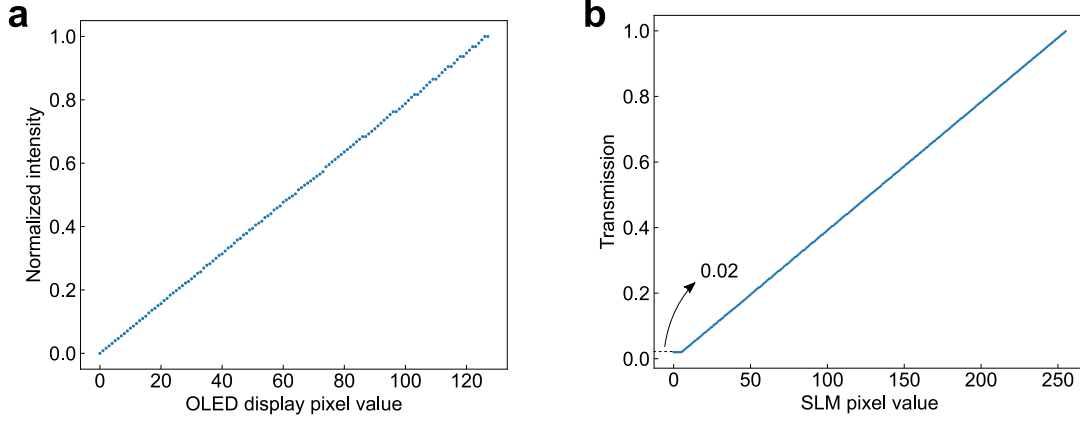 a
1.0
0.8
0.6
0.4
0.2
0.0
Normalized intensity
0 20 40 60 80 100 120
OLED display pixel value
b
1.0
0.8
0.6
0.4
0.2
0.0
Transmission
0.02
0 50 100 150 200 250
SLM pixel value